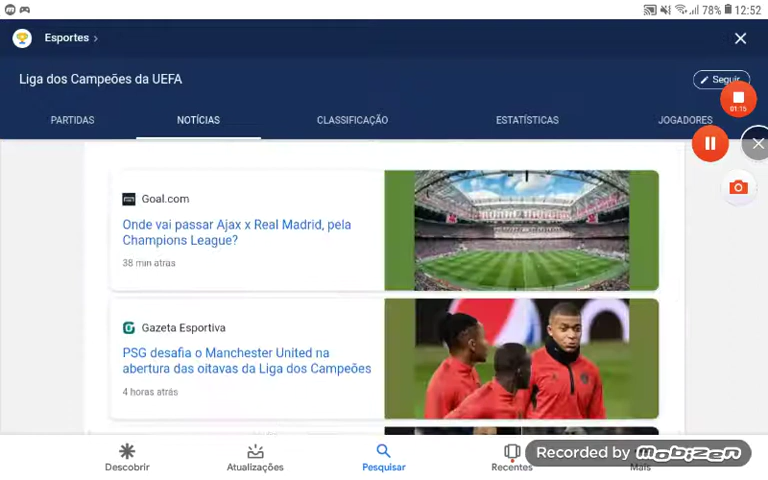 78% 12:52
Esportes >
Liga dos Campeões da UEFA
Seguir
01:15
PARTIDAS NOTÍCIAS CLASSIFICAÇÃO ESTATÍSTICAS JOGADORES
Goal.com
Onde vai passar Ajax x Real Madrid, pela
Champions League?
38 min atrás
Gazeta Esportiva
PSG desafia o Manchester United na
abertura das oitavas da Liga dos Campeões
4 horas atrás
Descobrir Atualizações Pesquisar Recentes Mais
Recorded by mobizen